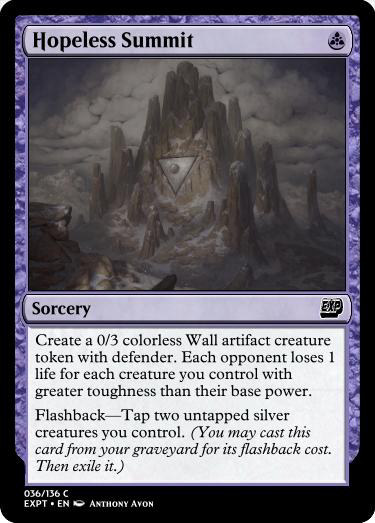 Hopeless Summit
Sorcery
EXP
Create a 0/3 colorless Wall artifact creature
token with defender. Each opponent loses 1
life for each creature you control with
greater toughness than their base power.
Flashback—Tap two untapped silver
creatures you control. (You may cast this
card from your graveyard for its flashback cost.
Then exile it.)
036/136 C
EXPT • EN Anthony Avon